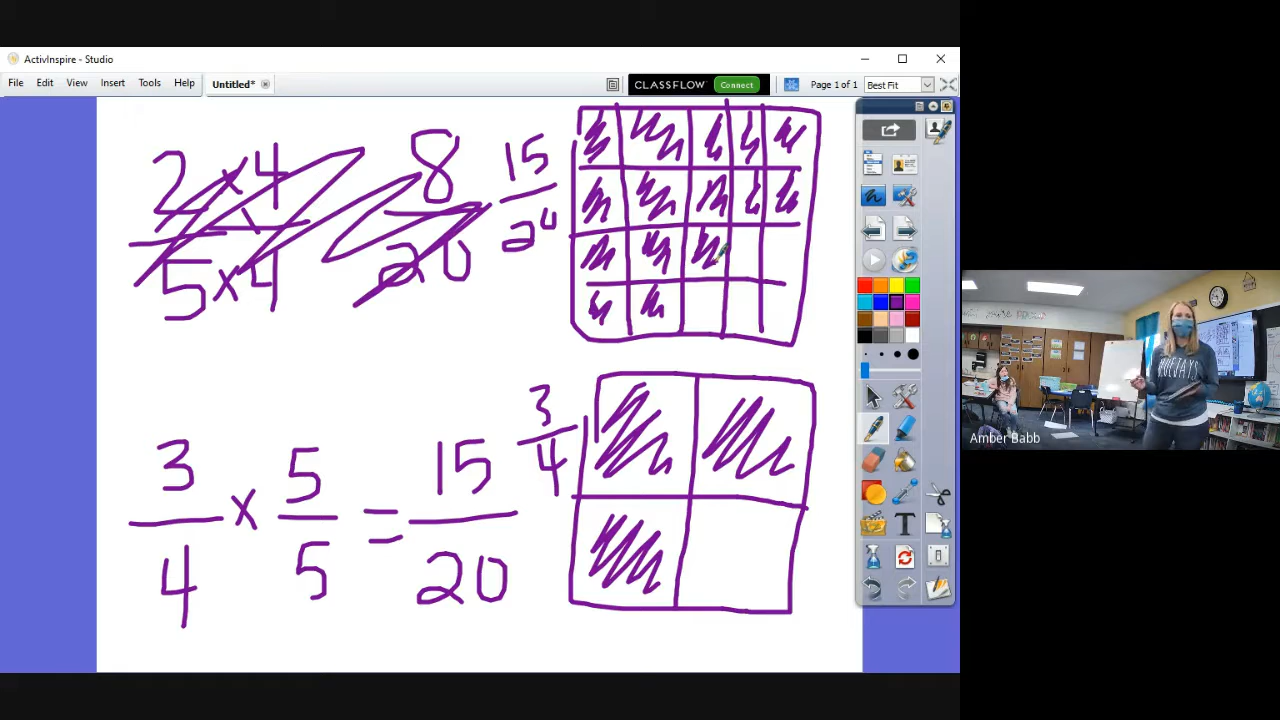 ActivInspire - Studio
File Edit View Insert Tools Help Untitled*
CLASSFLOW Connect
Page 1 of 1 Best Fit
2 x 4
5 x 4
8
20
15
20
3
4
3 x 5 = 15
4 5 20
BLUEJAYS
Amber Babb